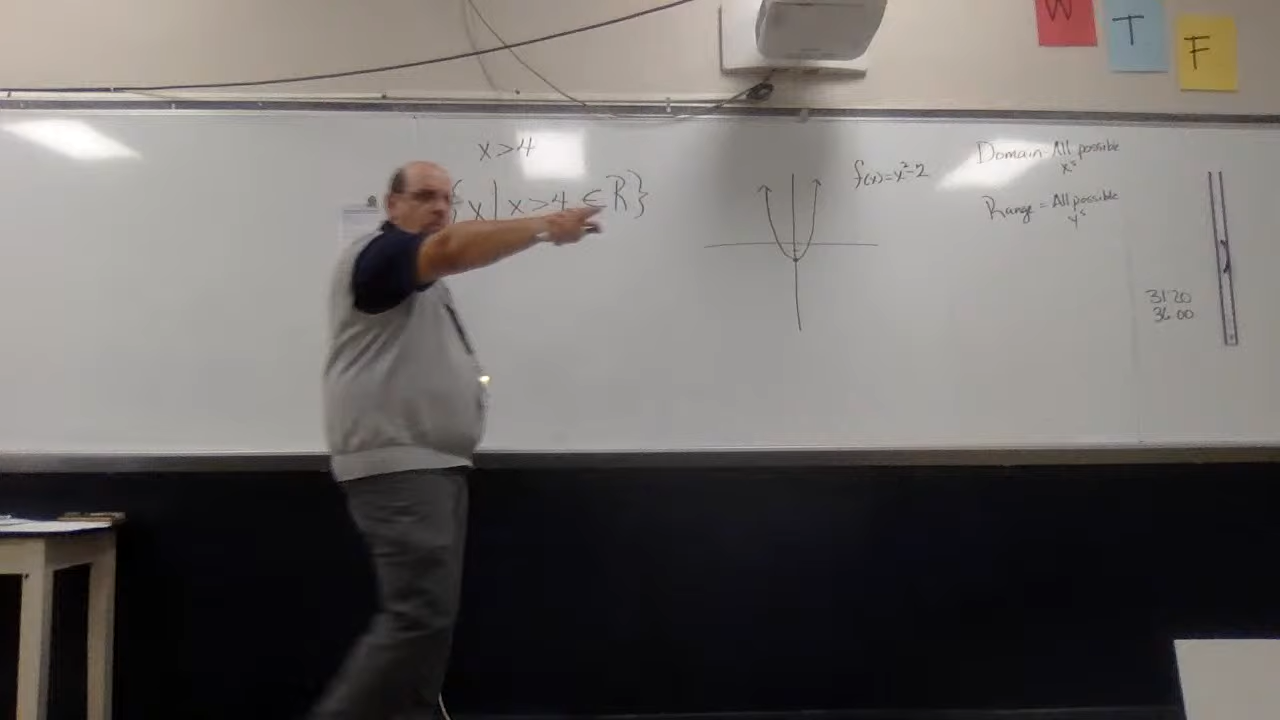 W
T
F
x>4
{x|x>4 ∈ R}
f(x)=x²-2
Domain-All possible
x's
Range = All possible
y's
31.20
36.00